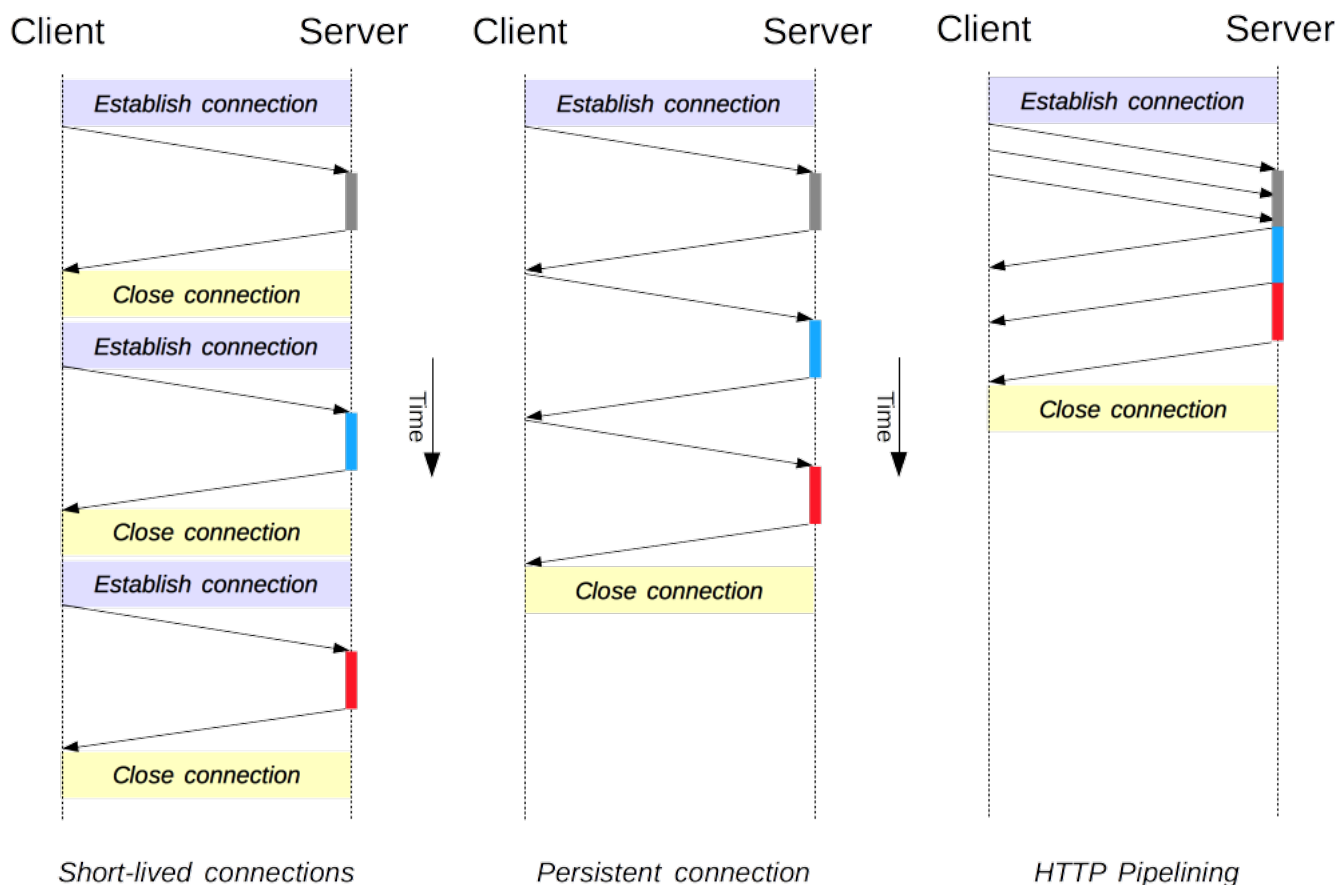 Client
Server
Establish connection
Close connection
Establish connection
Close connection
Establish connection
Close connection
Short-lived connections
Time
Client
Server
Establish connection
Close connection
Persistent connection
Time
Client
Server
Establish connection
Close connection
HTTP Pipelining